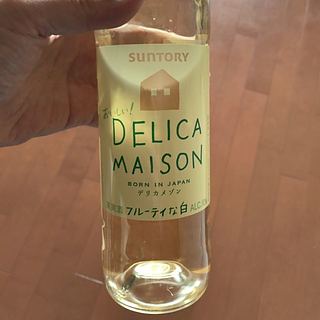 SUNTORY
おいしい!
DELICA
MAISON
BORN IN JAPAN
デリカメゾン
フルーティな白 ALC.